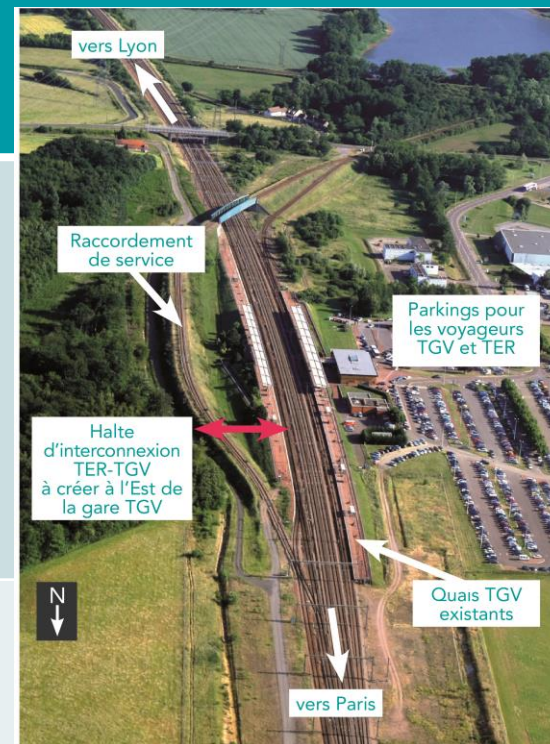 vers Lyon
Raccordement
de service
Parkings pour
les voyageurs
TGV et TER
Halte
d'interconnexion
TER-TGV
à créer à l'Est de
la gare TGV
N
Quais TGV
existants
vers Paris